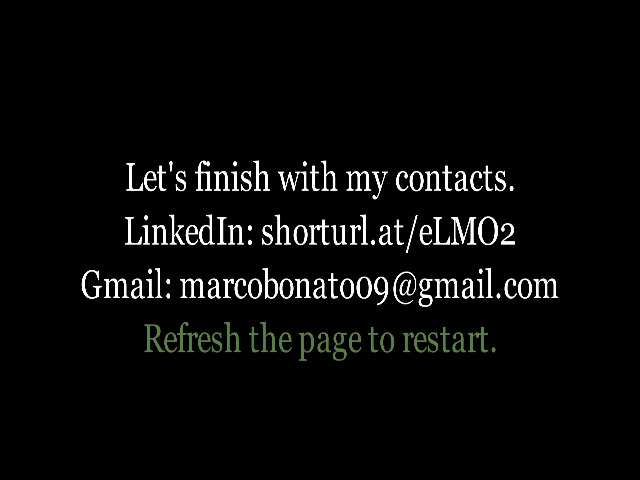 Let's finish with my contacts.
LinkedIn: shorturl.at/eLMO2
Gmail: marcobonato09@gmail.com
Refresh the page to restart.